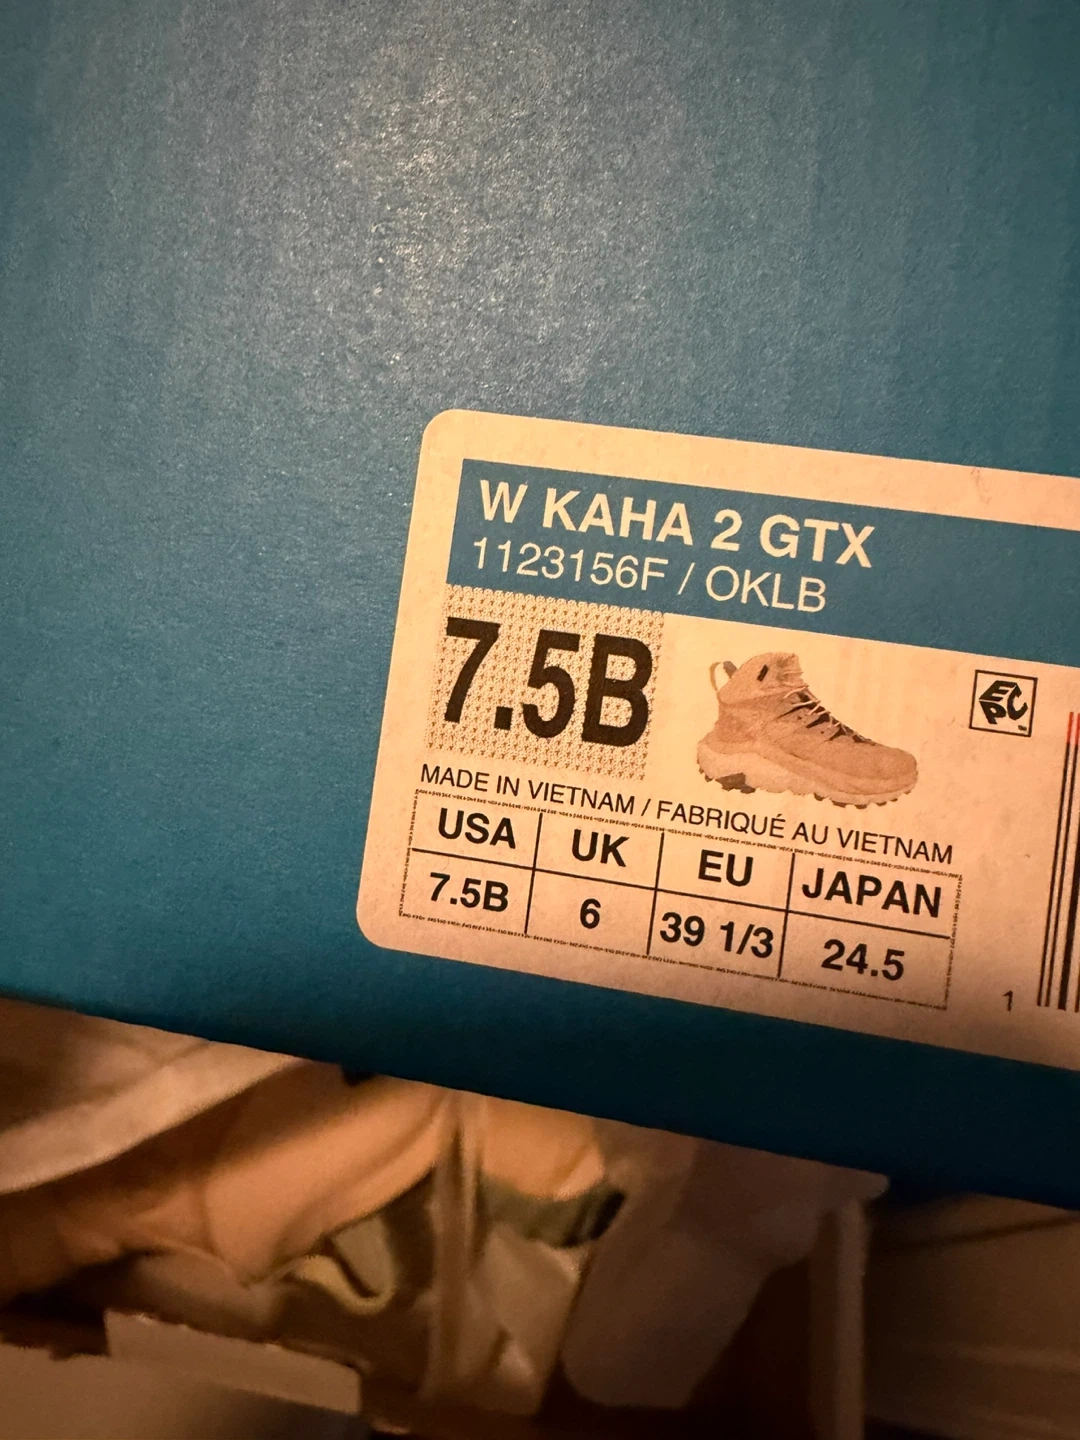 W KAHA 2 GTX
1123156F / OKLB
7.5B
EPC
MADE IN VIETNAM / FABRIQUÉ AU VIETNAM
USA UK EU JAPAN
7.5B 6 39 1/3 24.5
1